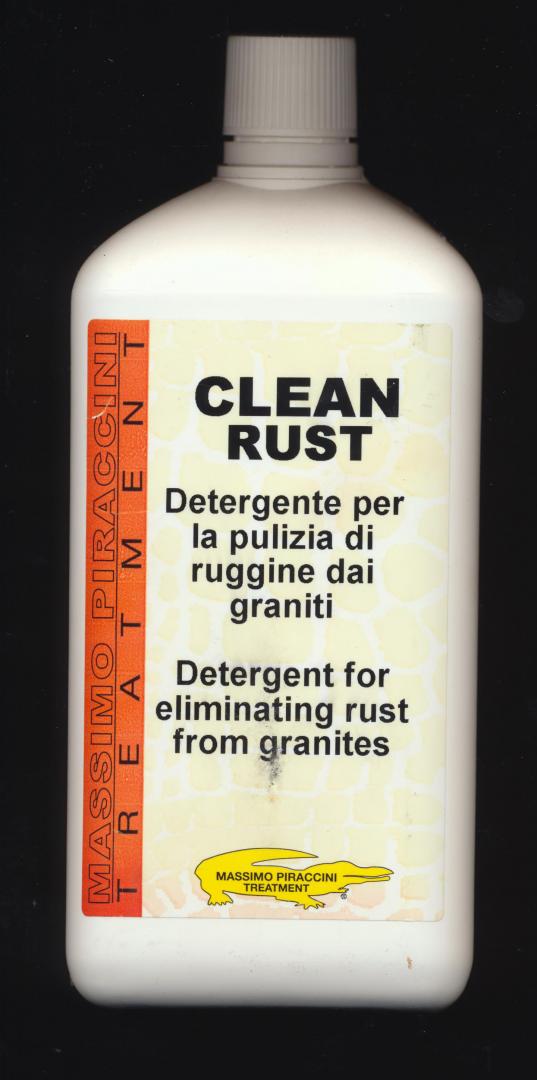 CLEAN
RUST
Detergente per
la pulizia di
ruggine dai
graniti
Detergent for
eliminating rust
from granites
MASSIMO PIRACCINI
TREATMENT
MASSIMO PIRACCINI
TREATMENT
®